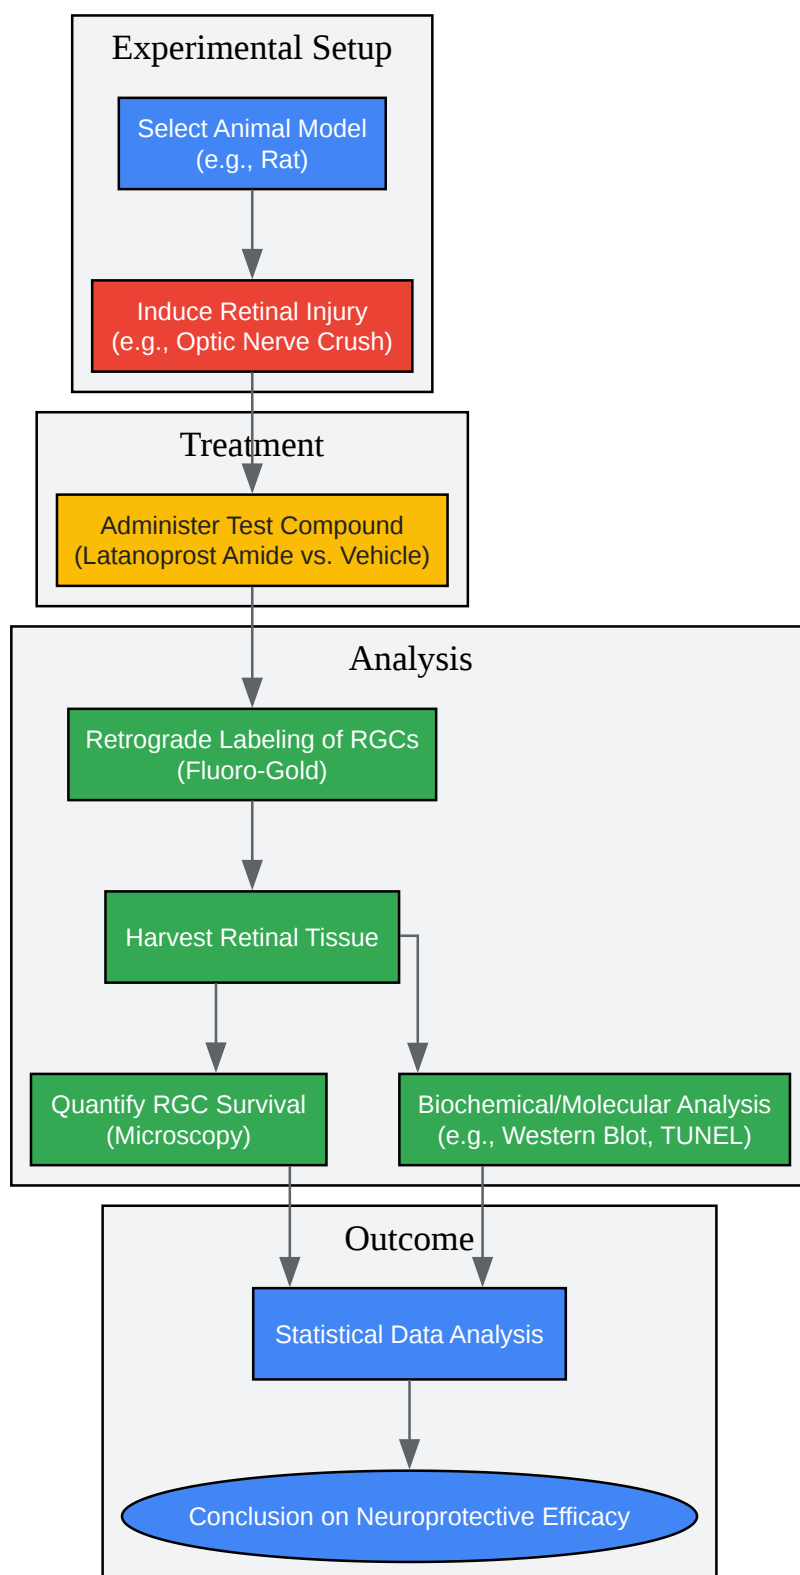 Experimental Setup
Select Animal Model
(e.g., Rat)
Induce Retinal Injury
(e.g., Optic Nerve Crush)
Treatment
Administer Test Compound
(Latanoprost Amide vs. Vehicle)
Analysis
Retrograde Labeling of RGCs
(Fluoro-Gold)
Harvest Retinal Tissue
Quantify RGC Survival
(Microscopy)
Biochemical/Molecular Analysis
(e.g., Western Blot, TUNEL)
Outcome
Statistical Data Analysis
Conclusion on Neuroprotective Efficacy